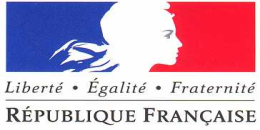 Liberté • Égalité • Fraternité
RÉPUBLIQUE FRANÇAISE